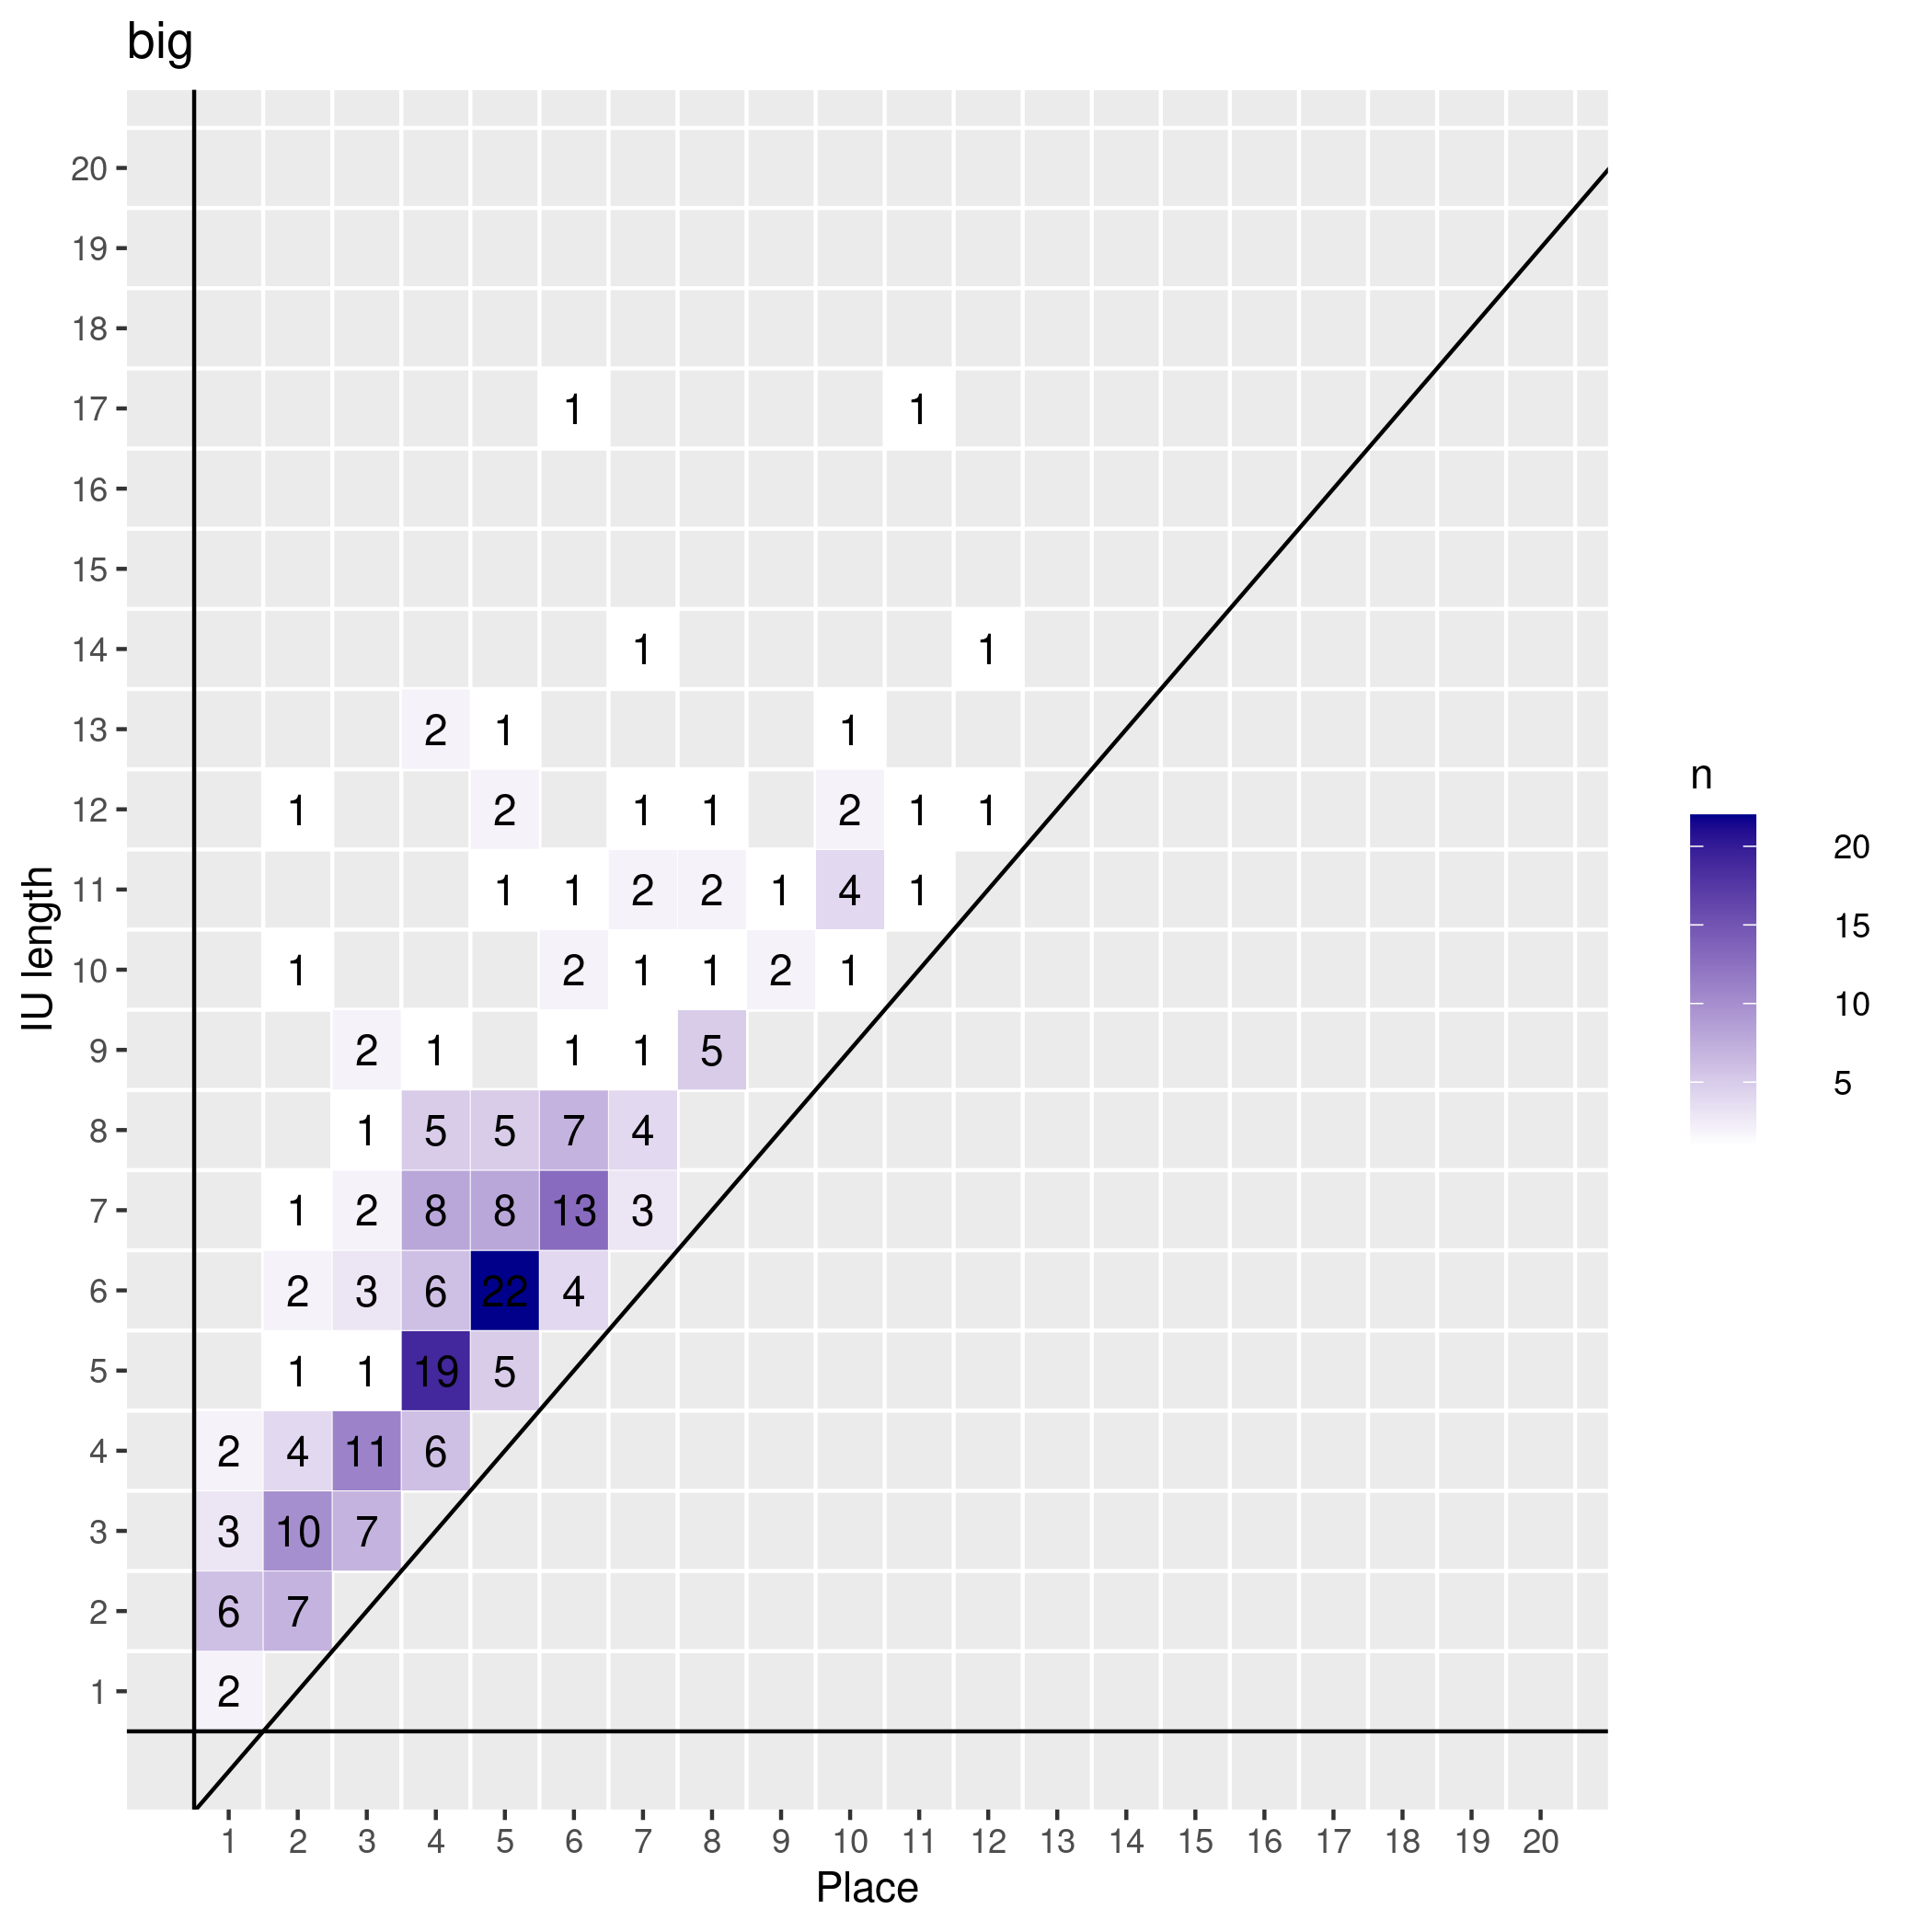 big
20
19
18
17 1 1
16
15
14 1 1
13 2 1 1
12 1 2 1 1 2 1 1
11 1 1 2 2 1 4 1
10 1 2 1 1 2 1
9 2 1 1 1 5
8 1 5 5 7 4
7 1 2 8 8 13 3
6 2 3 6 22 4
5 1 1 19 5
4 2 4 11 6
3 3 10 7
2 6 7
1 2
1 2 3 4 5 6 7 8 9 10 11 12 13 14 15 16 17 18 19 20
Place
IU length
n
20
15
10
5